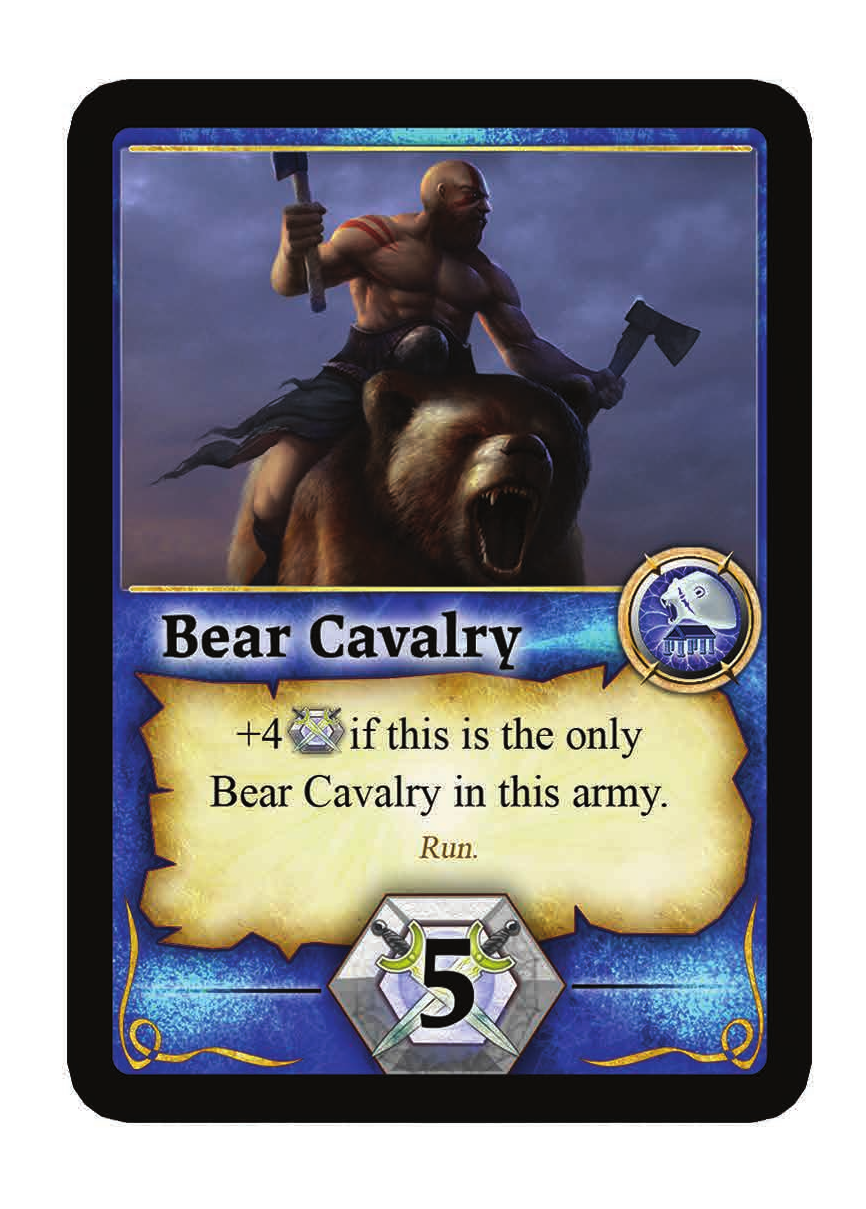 Bear Cavalry
+4 if this is the only
Bear Cavalry in this army.
Run.
5